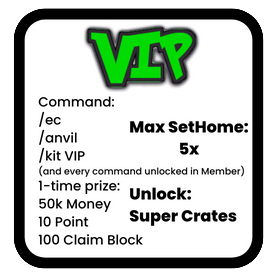 VIP
Command:
/ec
/anvil
/kit VIP
(and every command unlocked in Member)
1-time prize:
50k Money
10 Point
100 Claim Block
Max SetHome:
5x
Unlock:
Super Crates